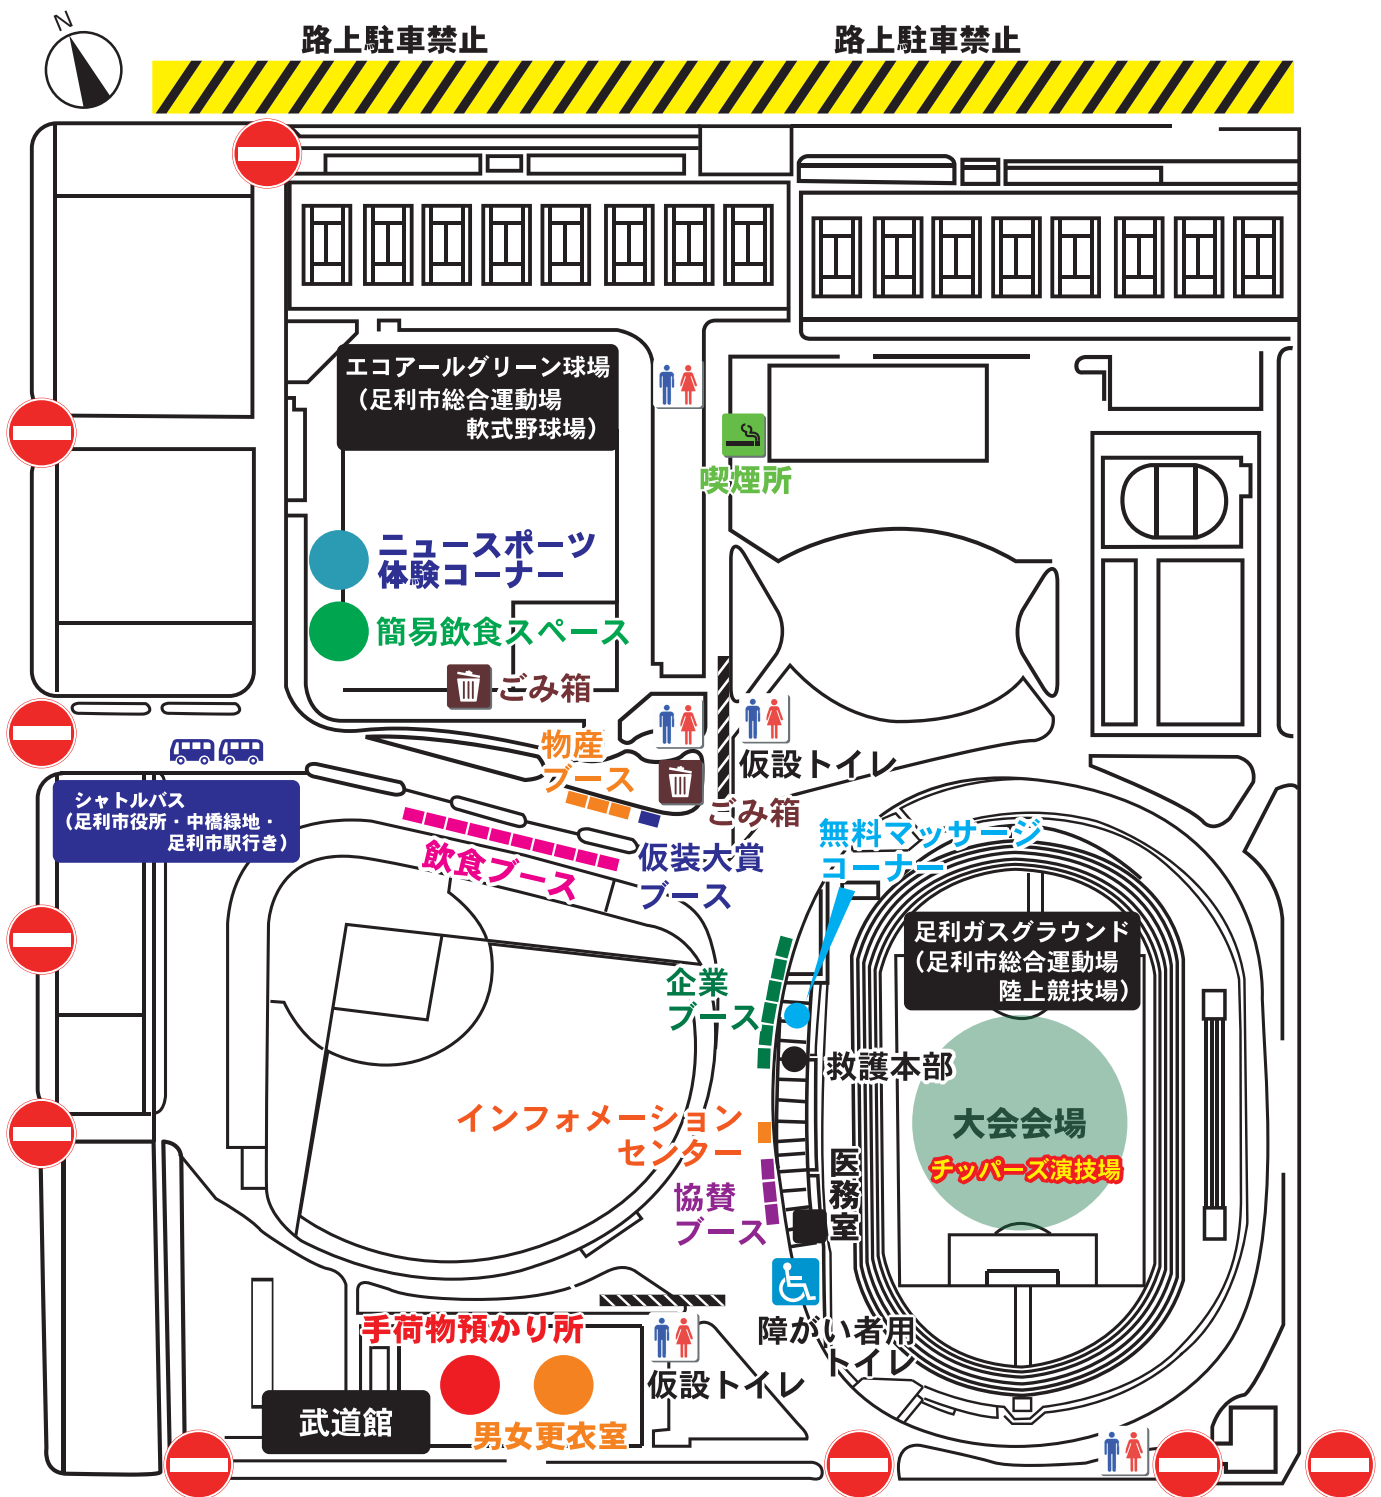 N
路上駐車禁止
路上駐車禁止
エコアールグリーン球場
（足利市総合運動場
軟式野球場）
喫煙所
ニュースポーツ
体験コーナー
簡易飲食スペース
ごみ箱
物産
ブース
仮設トイレ
ごみ箱
シャトルバス
（足利市役所・中橋緑地・
足利市駅行き）
飲食ブース
仮装大賞
ブース
無料マッサージ
コーナー
足利ガスグラウンド
（足利市総合運動場
陸上競技場）
企業
ブース
救護本部
大会会場
チッパーズ演技場
インフォメーション
センター
医務室
協賛
ブース
障がい者用
トイレ
手荷物預かり所
仮設トイレ
武道館
男女更衣室